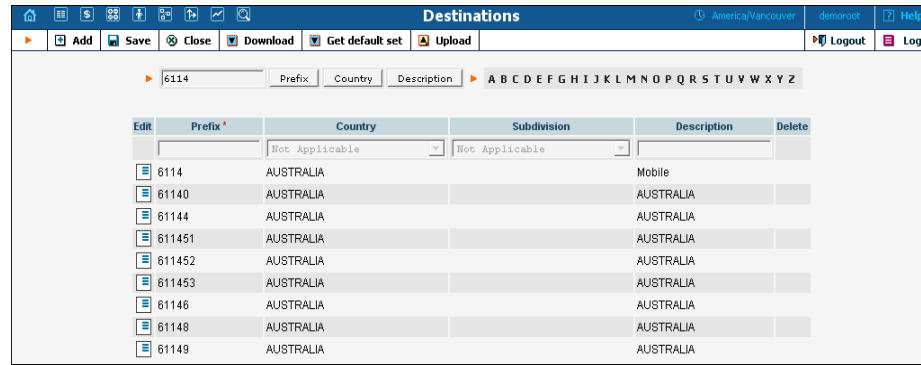 Destinations America/Vancouver demoroot Help
Add Save Close Download Get default set Upload Logout Log
6114 Prefix Country Description A B C D E F G H I J K L M N O P Q R S T U V W X Y Z
Edit Prefix * Country Subdivision Description Delete
Not Applicable Not Applicable
6114 AUSTRALIA Mobile
61140 AUSTRALIA AUSTRALIA
61144 AUSTRALIA AUSTRALIA
611451 AUSTRALIA AUSTRALIA
611452 AUSTRALIA AUSTRALIA
611453 AUSTRALIA AUSTRALIA
61146 AUSTRALIA AUSTRALIA
61148 AUSTRALIA AUSTRALIA
61149 AUSTRALIA AUSTRALIA